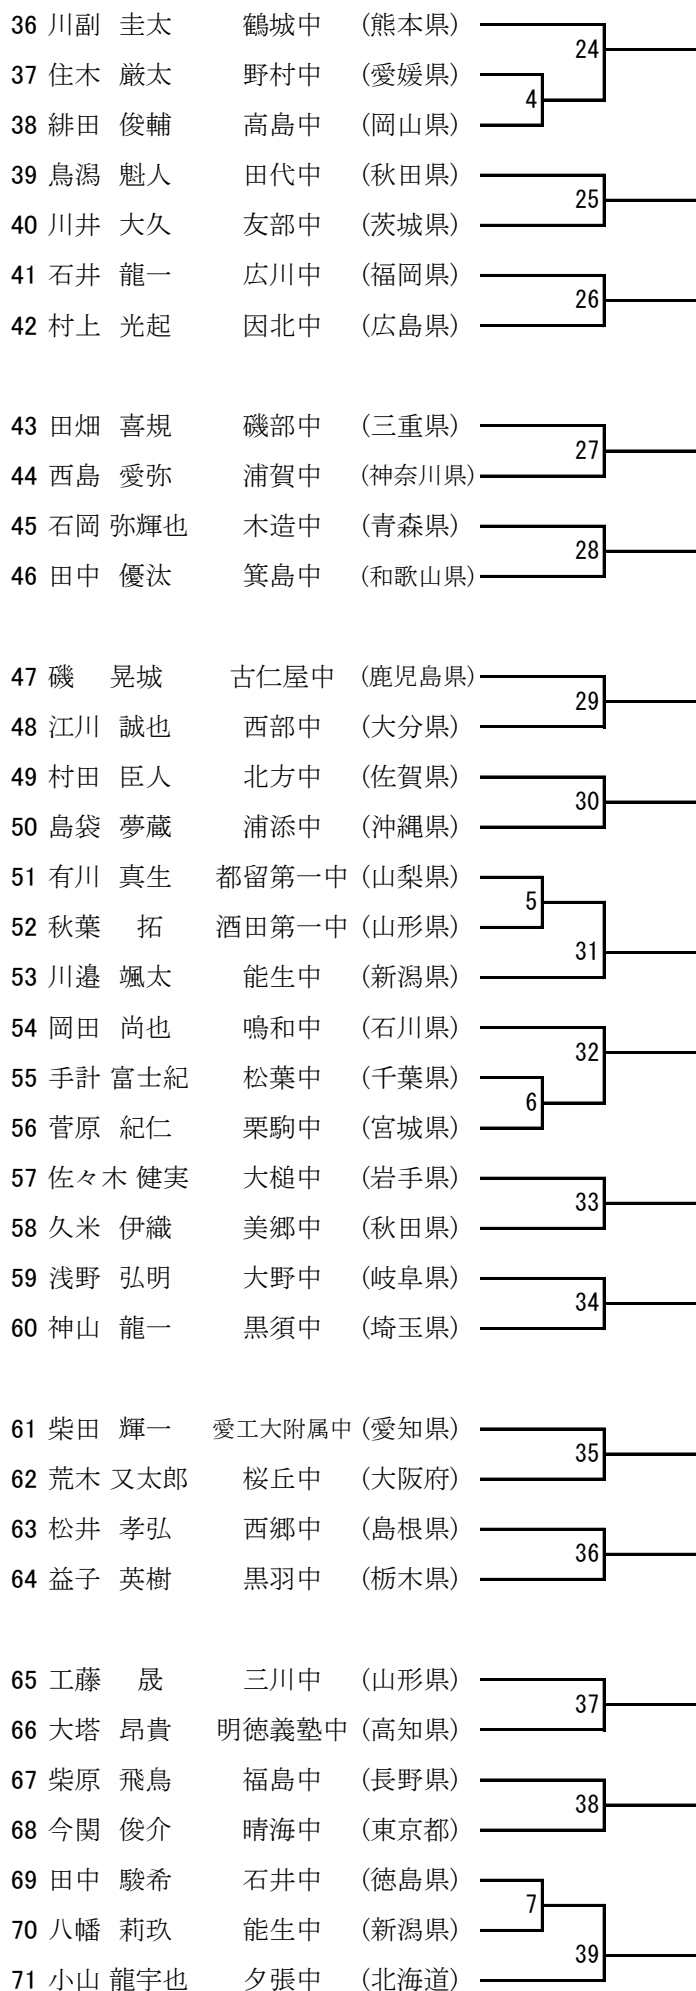 36 川副 圭太 鶴城中 (熊本県)
24
37 住木 厳太 野村中 (愛媛県)
4
38 緋田 俊輔 高島中 (岡山県)
39 鳥潟 魁人 田代中 (秋田県)
25
40 川井 大久 友部中 (茨城県)
41 石井 龍一 広川中 (福岡県)
26
42 村上 光起 因北中 (広島県)
43 田畑 喜規 磯部中 (三重県)
27
44 西島 愛弥 浦賀中 (神奈川県)
45 石岡 弥輝也 木造中 (青森県)
28
46 田中 優汰 箕島中 (和歌山県)
47 磯 晃城 古仁屋中 (鹿児島県)
29
48 江川 誠也 西部中 (大分県)
49 村田 臣人 北方中 (佐賀県)
30
50 島袋 夢蔵 浦添中 (沖縄県)
51 有川 真生 都留第一中 (山梨県)
5
52 秋葉 拓 酒田第一中 (山形県)
31
53 川邉 颯太 能生中 (新潟県)
54 岡田 尚也 鳴和中 (石川県)
32
55 手計 富士紀 松葉中 (千葉県)
6
56 菅原 紀仁 栗駒中 (宮城県)
57 佐々木 健実 大槌中 (岩手県)
33
58 久米 伊織 美郷中 (秋田県)
59 浅野 弘明 大野中 (岐阜県)
34
60 神山 龍一 黒須中 (埼玉県)
61 柴田 輝一 愛工大附属中 (愛知県)
35
62 荒木 又太郎 桜丘中 (大阪府)
63 松井 孝弘 西郷中 (島根県)
36
64 益子 英樹 黒羽中 (栃木県)
65 工藤 晟 三川中 (山形県)
37
66 大塔 昂貴 明徳義塾中 (高知県)
67 柴原 飛鳥 福島中 (長野県)
38
68 今関 俊介 晴海中 (東京都)
69 田中 駿希 石井中 (徳島県)
7
70 八幡 莉玖 能生中 (新潟県)
39
71 小山 龍宇也 夕張中 (北海道)